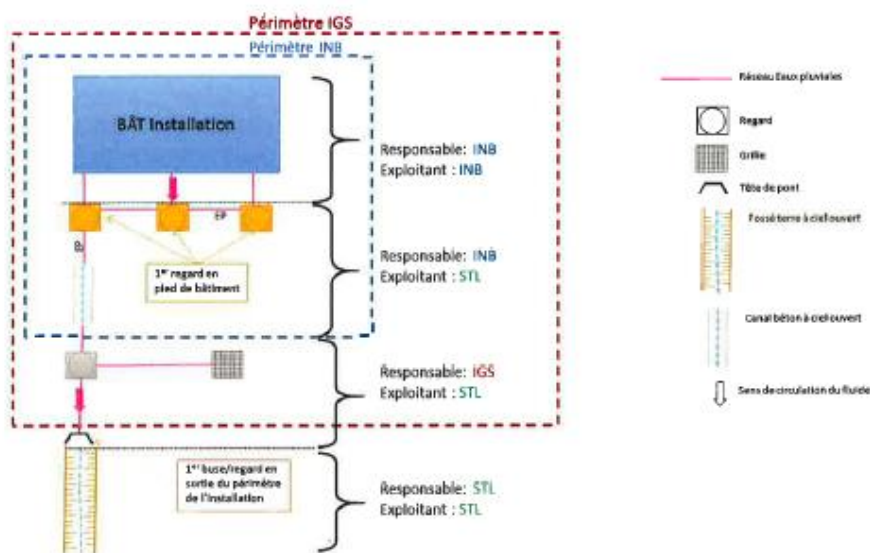 Périmètre IGS
Périmètre INB
BÂT Installation
Responsable: INB
Exploitant : INB
EP
1er regard en
pied de bâtiment
Responsable: INB
Exploitant : STL
Responsable: IGS
Exploitant : STL
1er buse/regard en
sortie du périmètre
de l'Installation
Responsable: STL
Exploitant : STL
Réseau Eaux pluviales
Regard
Grille
Tête de pont
Fossé terre à ciel ouvert
Canal béton à ciel ouvert
Sens de circulation du fluide